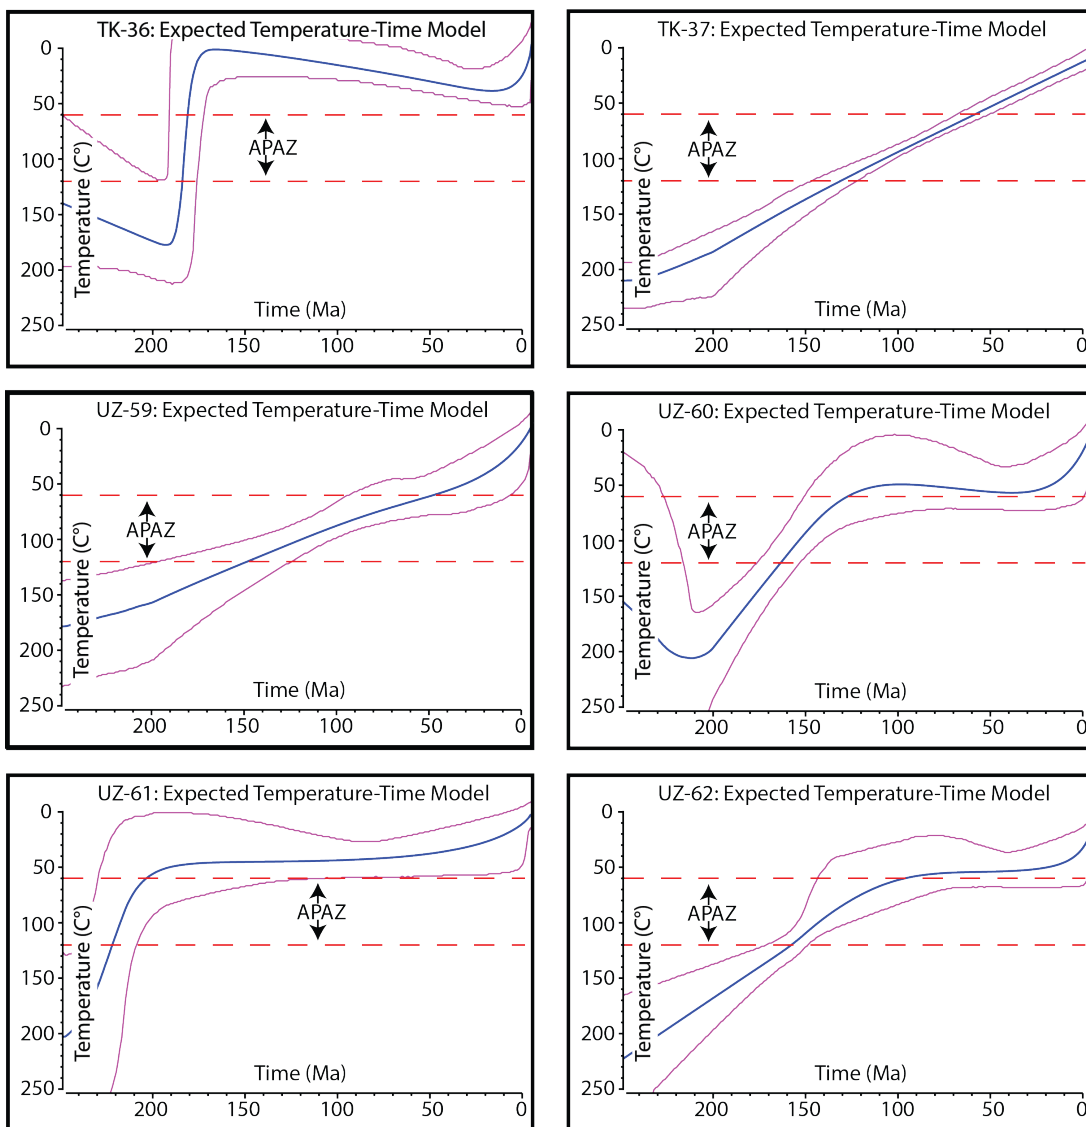 TK-36: Expected Temperature-Time Model
0
50
100
150
200
250
Temperature (C°)
APAZ
Time (Ma)
200 150 100 50 0
TK-37: Expected Temperature-Time Model
0
50
100
150
200
250
Temperature (C°)
APAZ
Time (Ma)
200 150 100 50 0
UZ-59: Expected Temperature-Time Model
0
50
100
150
200
250
Temperature (C°)
APAZ
Time (Ma)
200 150 100 50 0
UZ-60: Expected Temperature-Time Model
0
50
100
150
200
250
Temperature (C°)
APAZ
Time (Ma)
200 150 100 50 0
UZ-61: Expected Temperature-Time Model
0
50
100
150
200
250
Temperature (C°)
APAZ
Time (Ma)
200 150 100 50 0
UZ-62: Expected Temperature-Time Model
0
50
100
150
200
250
Temperature (C°)
APAZ
Time (Ma)
200 150 100 50 0